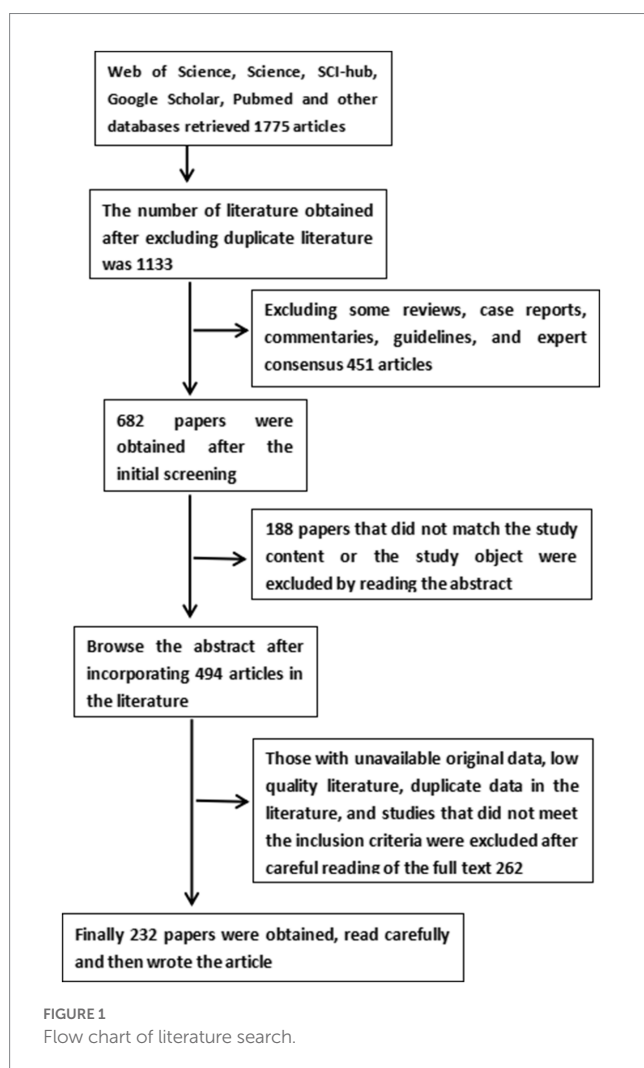 Web of Science, Science, SCI-hub,
Google Scholar, Pubmed and other
databases retrieved 1775 articles
The number of literature obtained
after excluding duplicate literature
was 1133
Excluding some reviews, case reports,
commentaries, guidelines, and expert
consensus 451 articles
682 papers were
obtained after the
initial screening
188 papers that did not match the study
content or the study object were
excluded by reading the abstract
Browse the abstract after
incorporating 494 articles in
the literature
Those with unavailable original data, low
quality literature, duplicate data in the
literature, and studies that did not meet
the inclusion criteria were excluded after
careful reading of the full text 262
Finally 232 papers were obtained, read carefully
and then wrote the article
FIGURE 1
Flow chart of literature search.